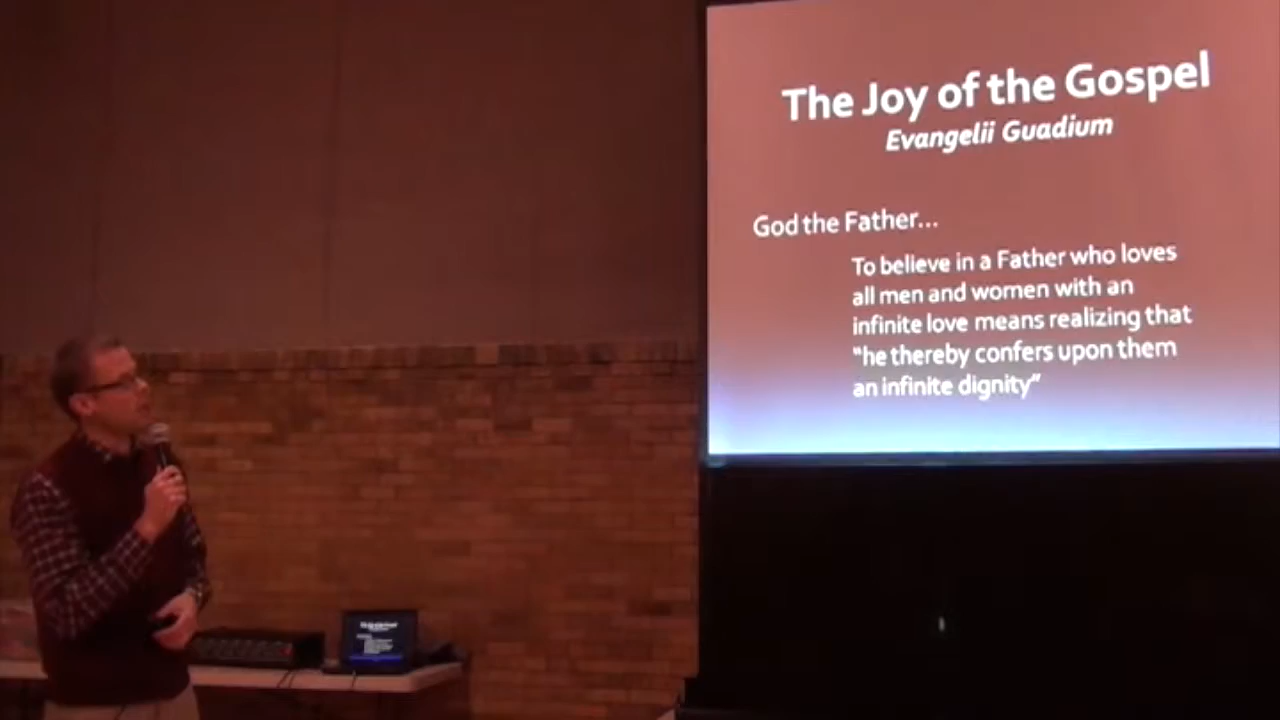 The Joy of the Gospel
Evangelii Guadium
God the Father...
To believe in a Father who loves
all men and women with an
infinite love means realizing that
"he thereby confers upon them
an infinite dignity"